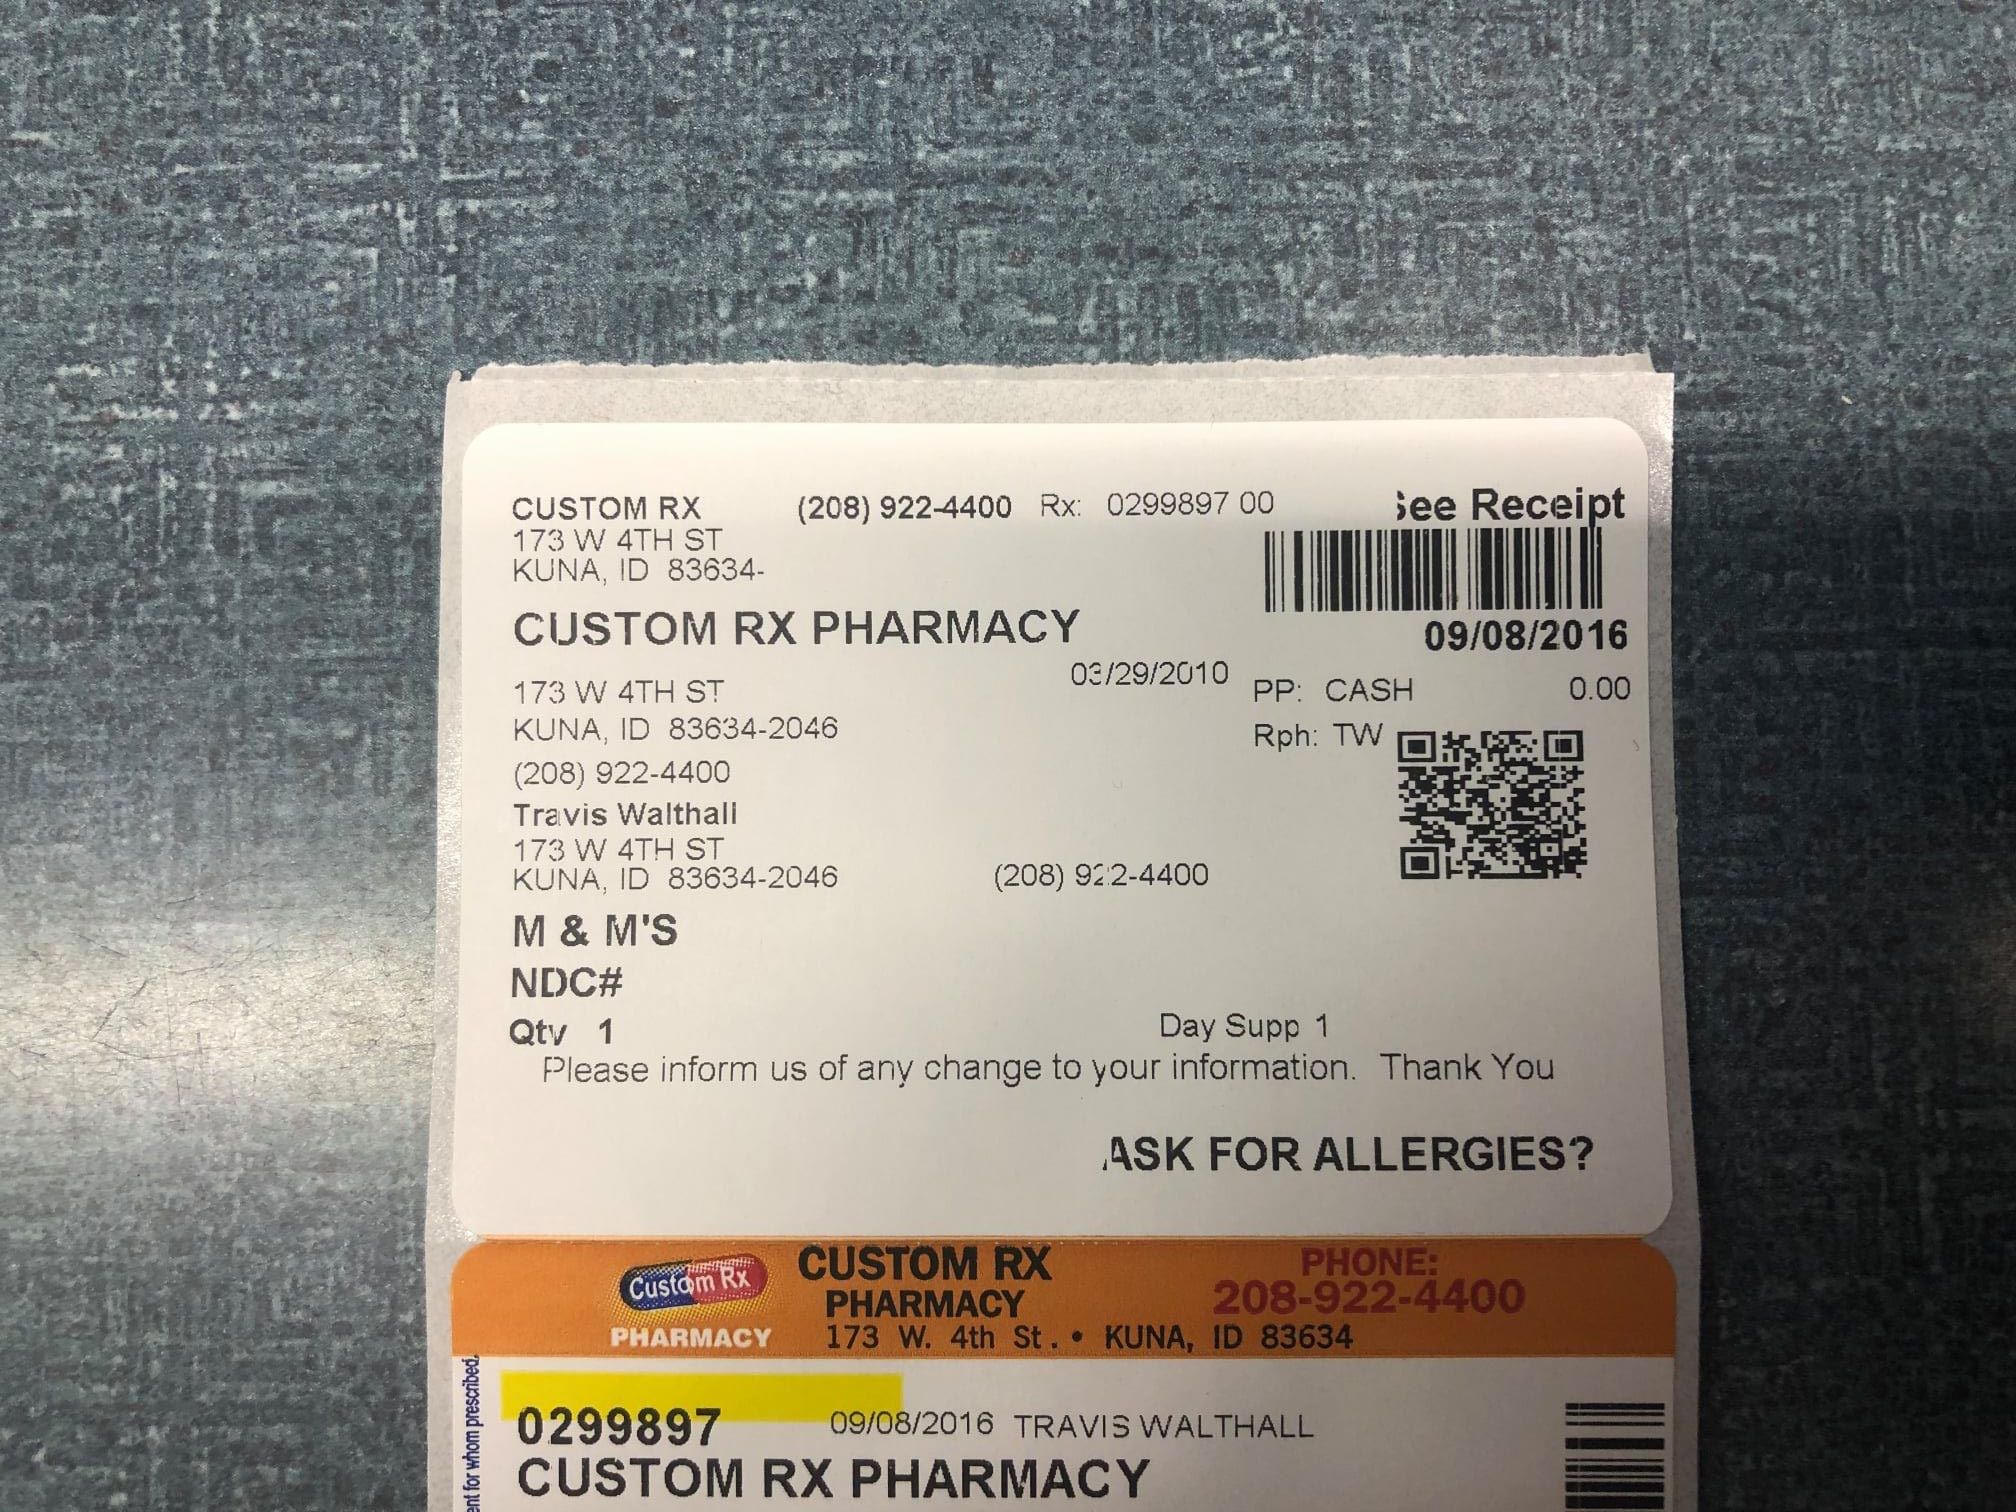 CUSTOM RX (208) 922-4400 Rx: 0299897 00 See Receipt
173 W 4TH ST
KUNA, ID 83634-
CUSTOM RX PHARMACY 09/08/2016
03/29/2010
173 W 4TH ST PP: CASH 0.00
KUNA, ID 83634-2046 Rph: TW
(208) 922-4400
Travis Walthall
173 W 4TH ST
KUNA, ID 83634-2046 (208) 922-4400
M & M'S
NDC#
Qty 1 Day Supp 1
Please inform us of any change to your information. Thank You
ASK FOR ALLERGIES?
Custom Rx
PHARMACY
CUSTOM RX
PHARMACY
173 W. 4th St. • KUNA, ID 83634
PHONE:
208-922-4400
for whom prescribed.
0299897 09/08/2016 TRAVIS WALTHALL
CUSTOM RX PHARMACY